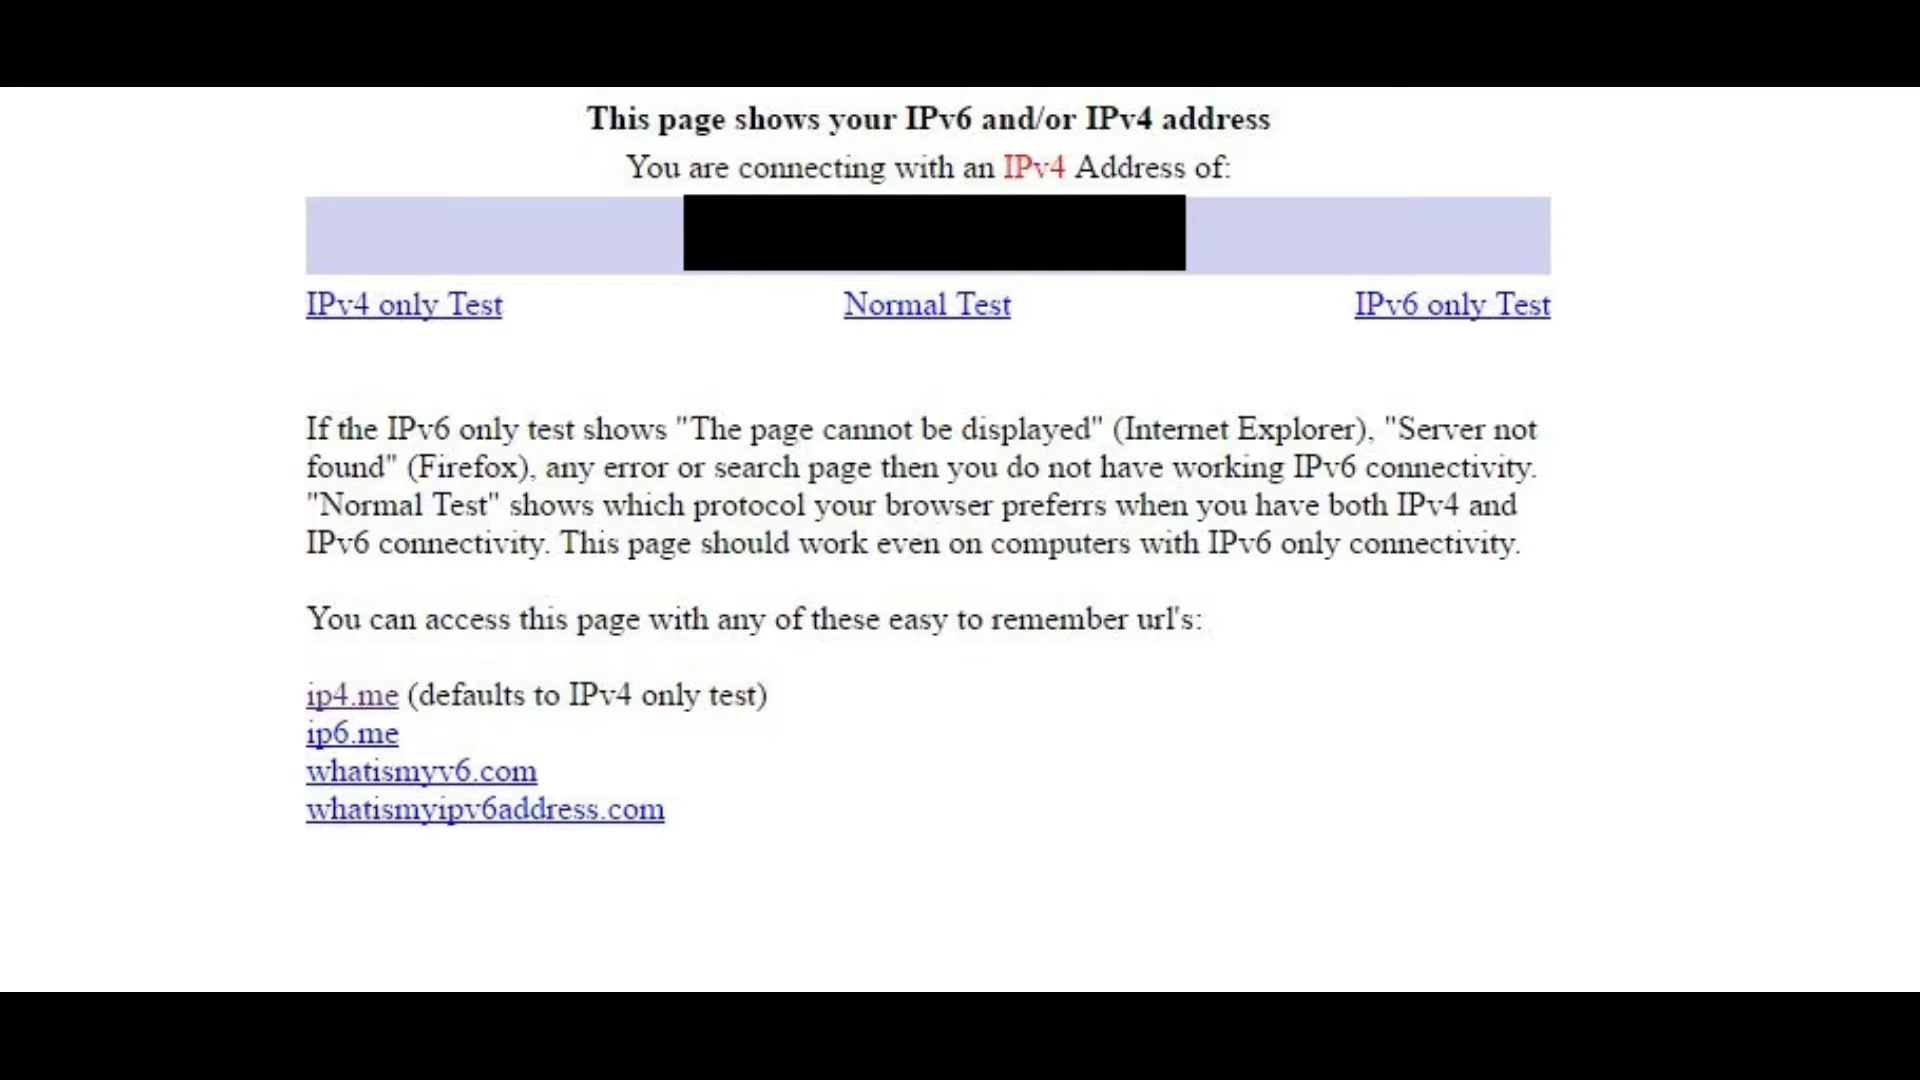 This page shows your IPv6 and/or IPv4 address
You are connecting with an IPv4 Address of:
IPv4 only Test
Normal Test
IPv6 only Test
If the IPv6 only test shows "The page cannot be displayed" (Internet Explorer), "Server not
found" (Firefox), any error or search page then you do not have working IPv6 connectivity.
"Normal Test" shows which protocol your browser preferrs when you have both IPv4 and
IPv6 connectivity. This page should work even on computers with IPv6 only connectivity.
You can access this page with any of these easy to remember url's:
ip4.me (defaults to IPv4 only test)
ip6.me
whatismyv6.com
whatismyipv6address.com